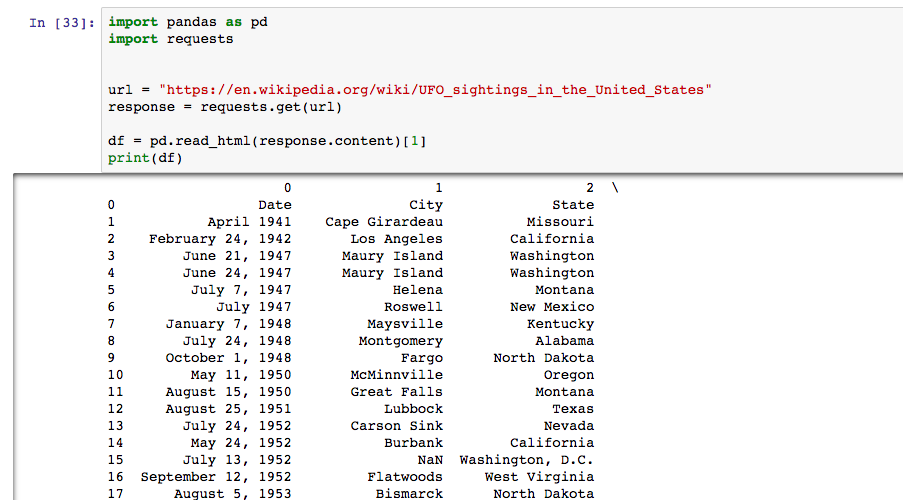 In [33]: import pandas as pd
import requests
url = "https://en.wikipedia.org/wiki/UFO_sightings_in_the_United_States"
response = requests.get(url)
df = pd.read_html(response.content)[1]
print(df)
0 1 2 \
0 Date City State
1 April 1941 Cape Girardeau Missouri
2 February 24, 1942 Los Angeles California
3 June 21, 1947 Maury Island Washington
4 June 24, 1947 Maury Island Washington
5 July 7, 1947 Helena Montana
6 July 1947 Roswell New Mexico
7 January 7, 1948 Maysville Kentucky
8 July 24, 1948 Montgomery Alabama
9 October 1, 1948 Fargo North Dakota
10 May 11, 1950 McMinnville Oregon
11 August 15, 1950 Great Falls Montana
12 August 25, 1951 Lubbock Texas
13 July 24, 1952 Carson Sink Nevada
14 May 24, 1952 Burbank California
15 July 13, 1952 NaN Washington, D.C.
16 September 12, 1952 Flatwoods West Virginia
17 August 5, 1953 Bismarck North Dakota